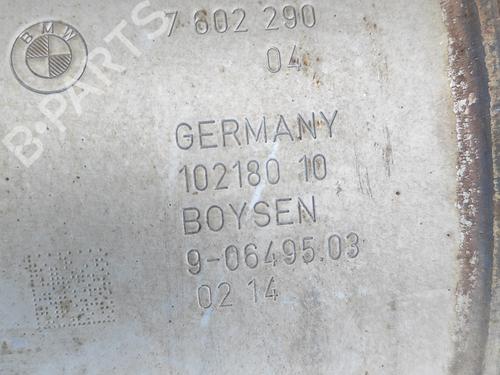 BMW
7 602 290
04
GERMANY
102180 10
BOYSEN
9-06495.03
02 14
B-PARTS